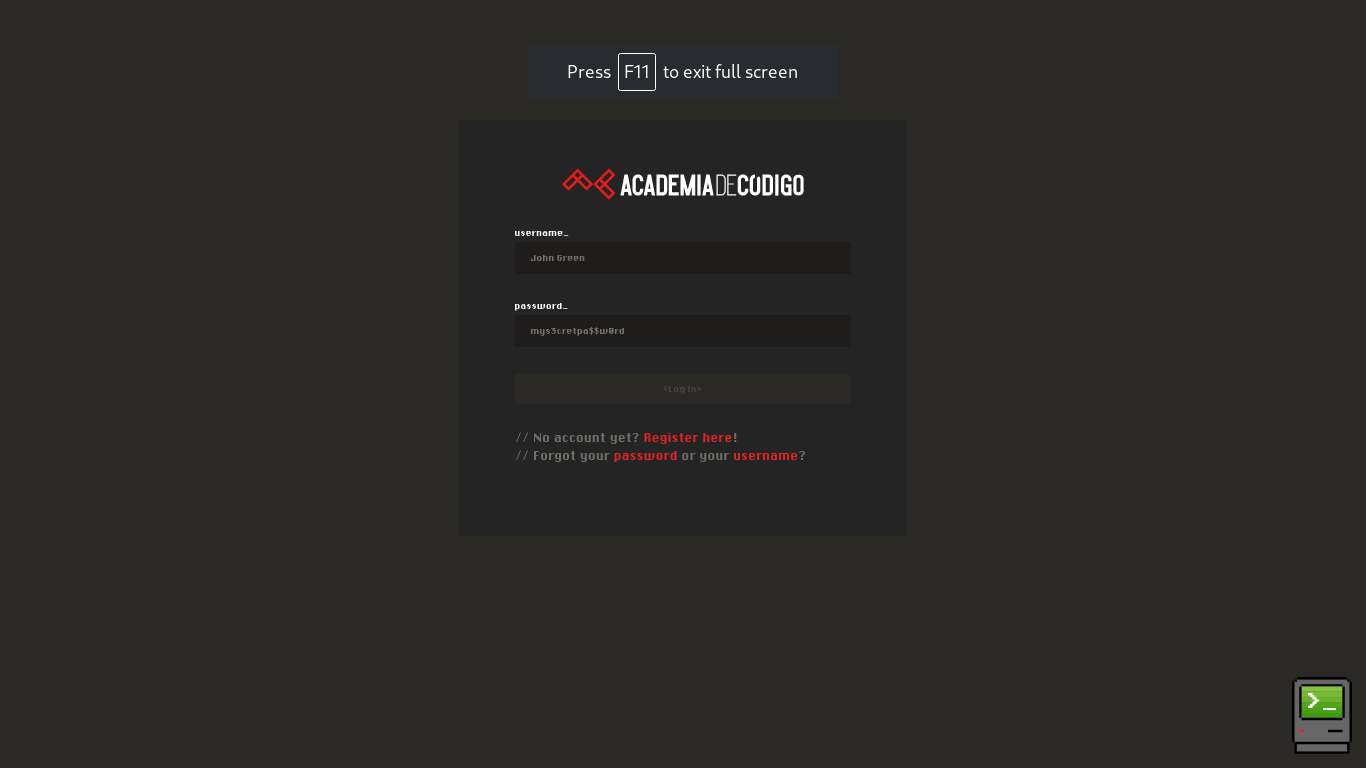 Press F11 to exit full screen
ACADEMIADECODIGO
username_
John Green
password_
mys3cretpa$$w0rd
<Log In>
// No account yet? Register here!
// Forgot your password or your username?
>_